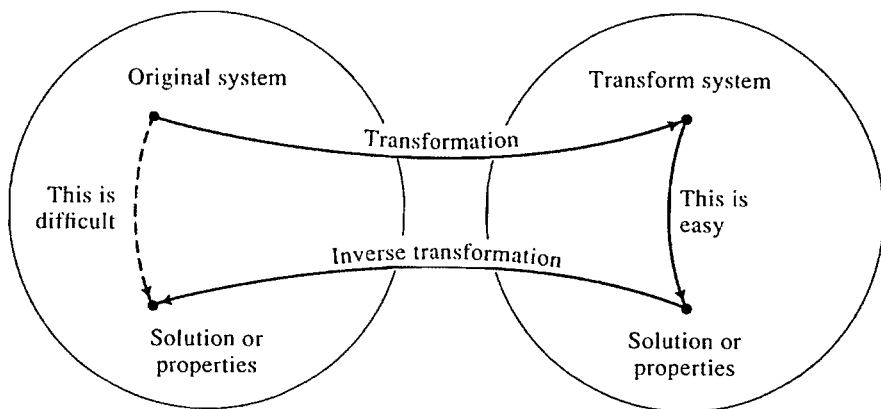 Original system
Transform system
Transformation
This is
difficult
This is
easy
Inverse transformation
Solution or
properties
Solution or
properties